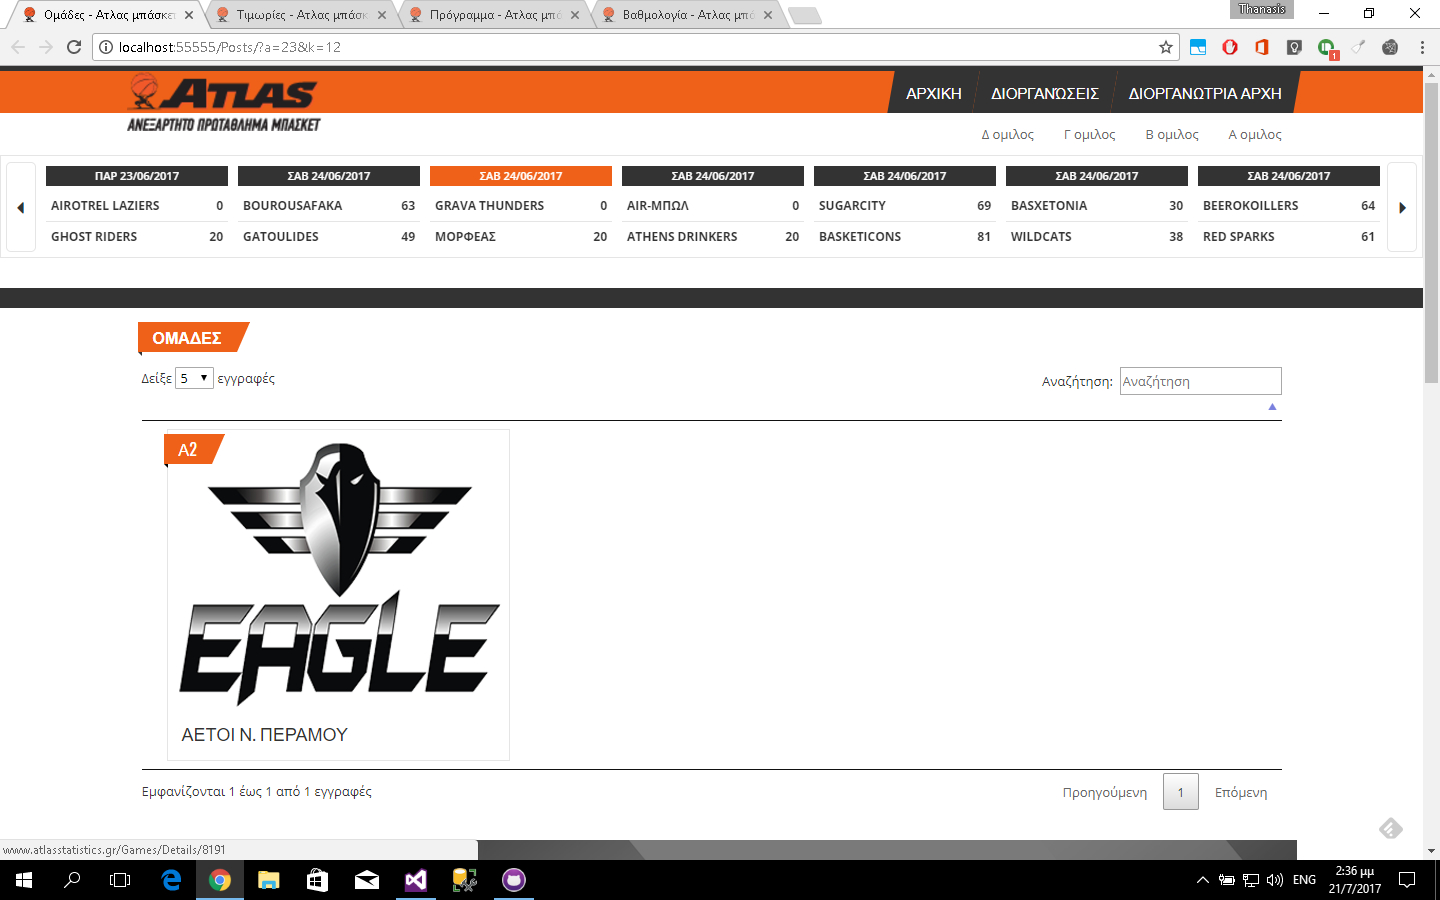 Ομάδες - Ατλας μπάσκετ
Τιμωρίες - Ατλας μπάσκ
Πρόγραμμα - Ατλας μπά
Βαθμολογία - Ατλας μπά
Thanasis
localhost:55555/Posts/?a=23&k=12
1
ATLAS
ΑΝΕΞΑΡΤΗΤΟ ΠΡΩΤΑΘΛΗΜΑ ΜΠΑΣΚΕΤ
ΑΡΧΙΚΗ
ΔΙΟΡΓΑΝΏΣΕΙΣ
ΔΙΟΡΓΑΝΩΤΡΙΑ ΑΡΧΗ
Δ ομιλος
Γ ομιλος
Β ομιλος
Α ομιλος
ΠΑΡ 23/06/2017
AIROTREL LAZIERS 0
GHOST RIDERS 20
ΣΑΒ 24/06/2017
BOUROUSAFAKA 63
GATOULIDES 49
ΣΑΒ 24/06/2017
GRAVA THUNDERS 0
ΜΟΡΦΕΑΣ 20
ΣΑΒ 24/06/2017
AIR-ΜΠΩΛ 0
ATHENS DRINKERS 20
ΣΑΒ 24/06/2017
SUGARCITY 69
BASKETICONS 81
ΣΑΒ 24/06/2017
BASXETONIA 30
WILDCATS 38
ΣΑΒ 24/06/2017
BEEROKOILLERS 64
RED SPARKS 61
ΟΜΑΔΕΣ
Δείξε 5 εγγραφές
Αναζήτηση: Αναζήτηση
A2
EAGLE
ΑΕΤΟΙ Ν. ΠΕΡΑΜΟΥ
Εμφανίζονται 1 έως 1 από 1 εγγραφές
Προηγούμενη 1 Επόμενη
www.atlasstatistics.gr/Games/Details/8191
ENG
2:36 μμ
21/7/2017